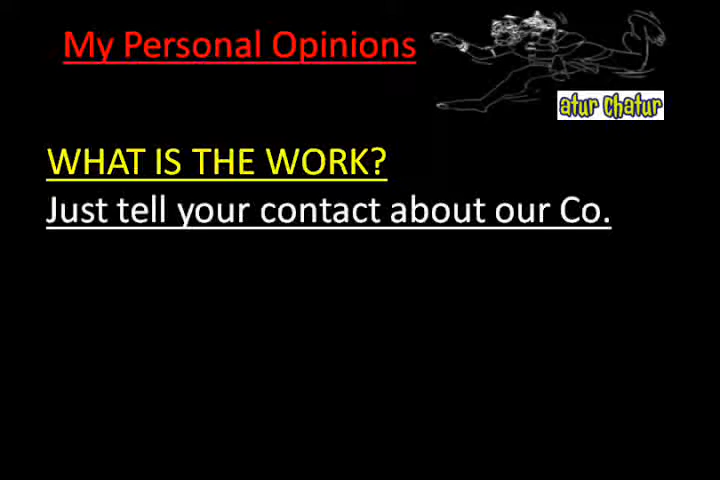 My Personal Opinions
atur chatur
WHAT IS THE WORK?
Just tell your contact about our Co.